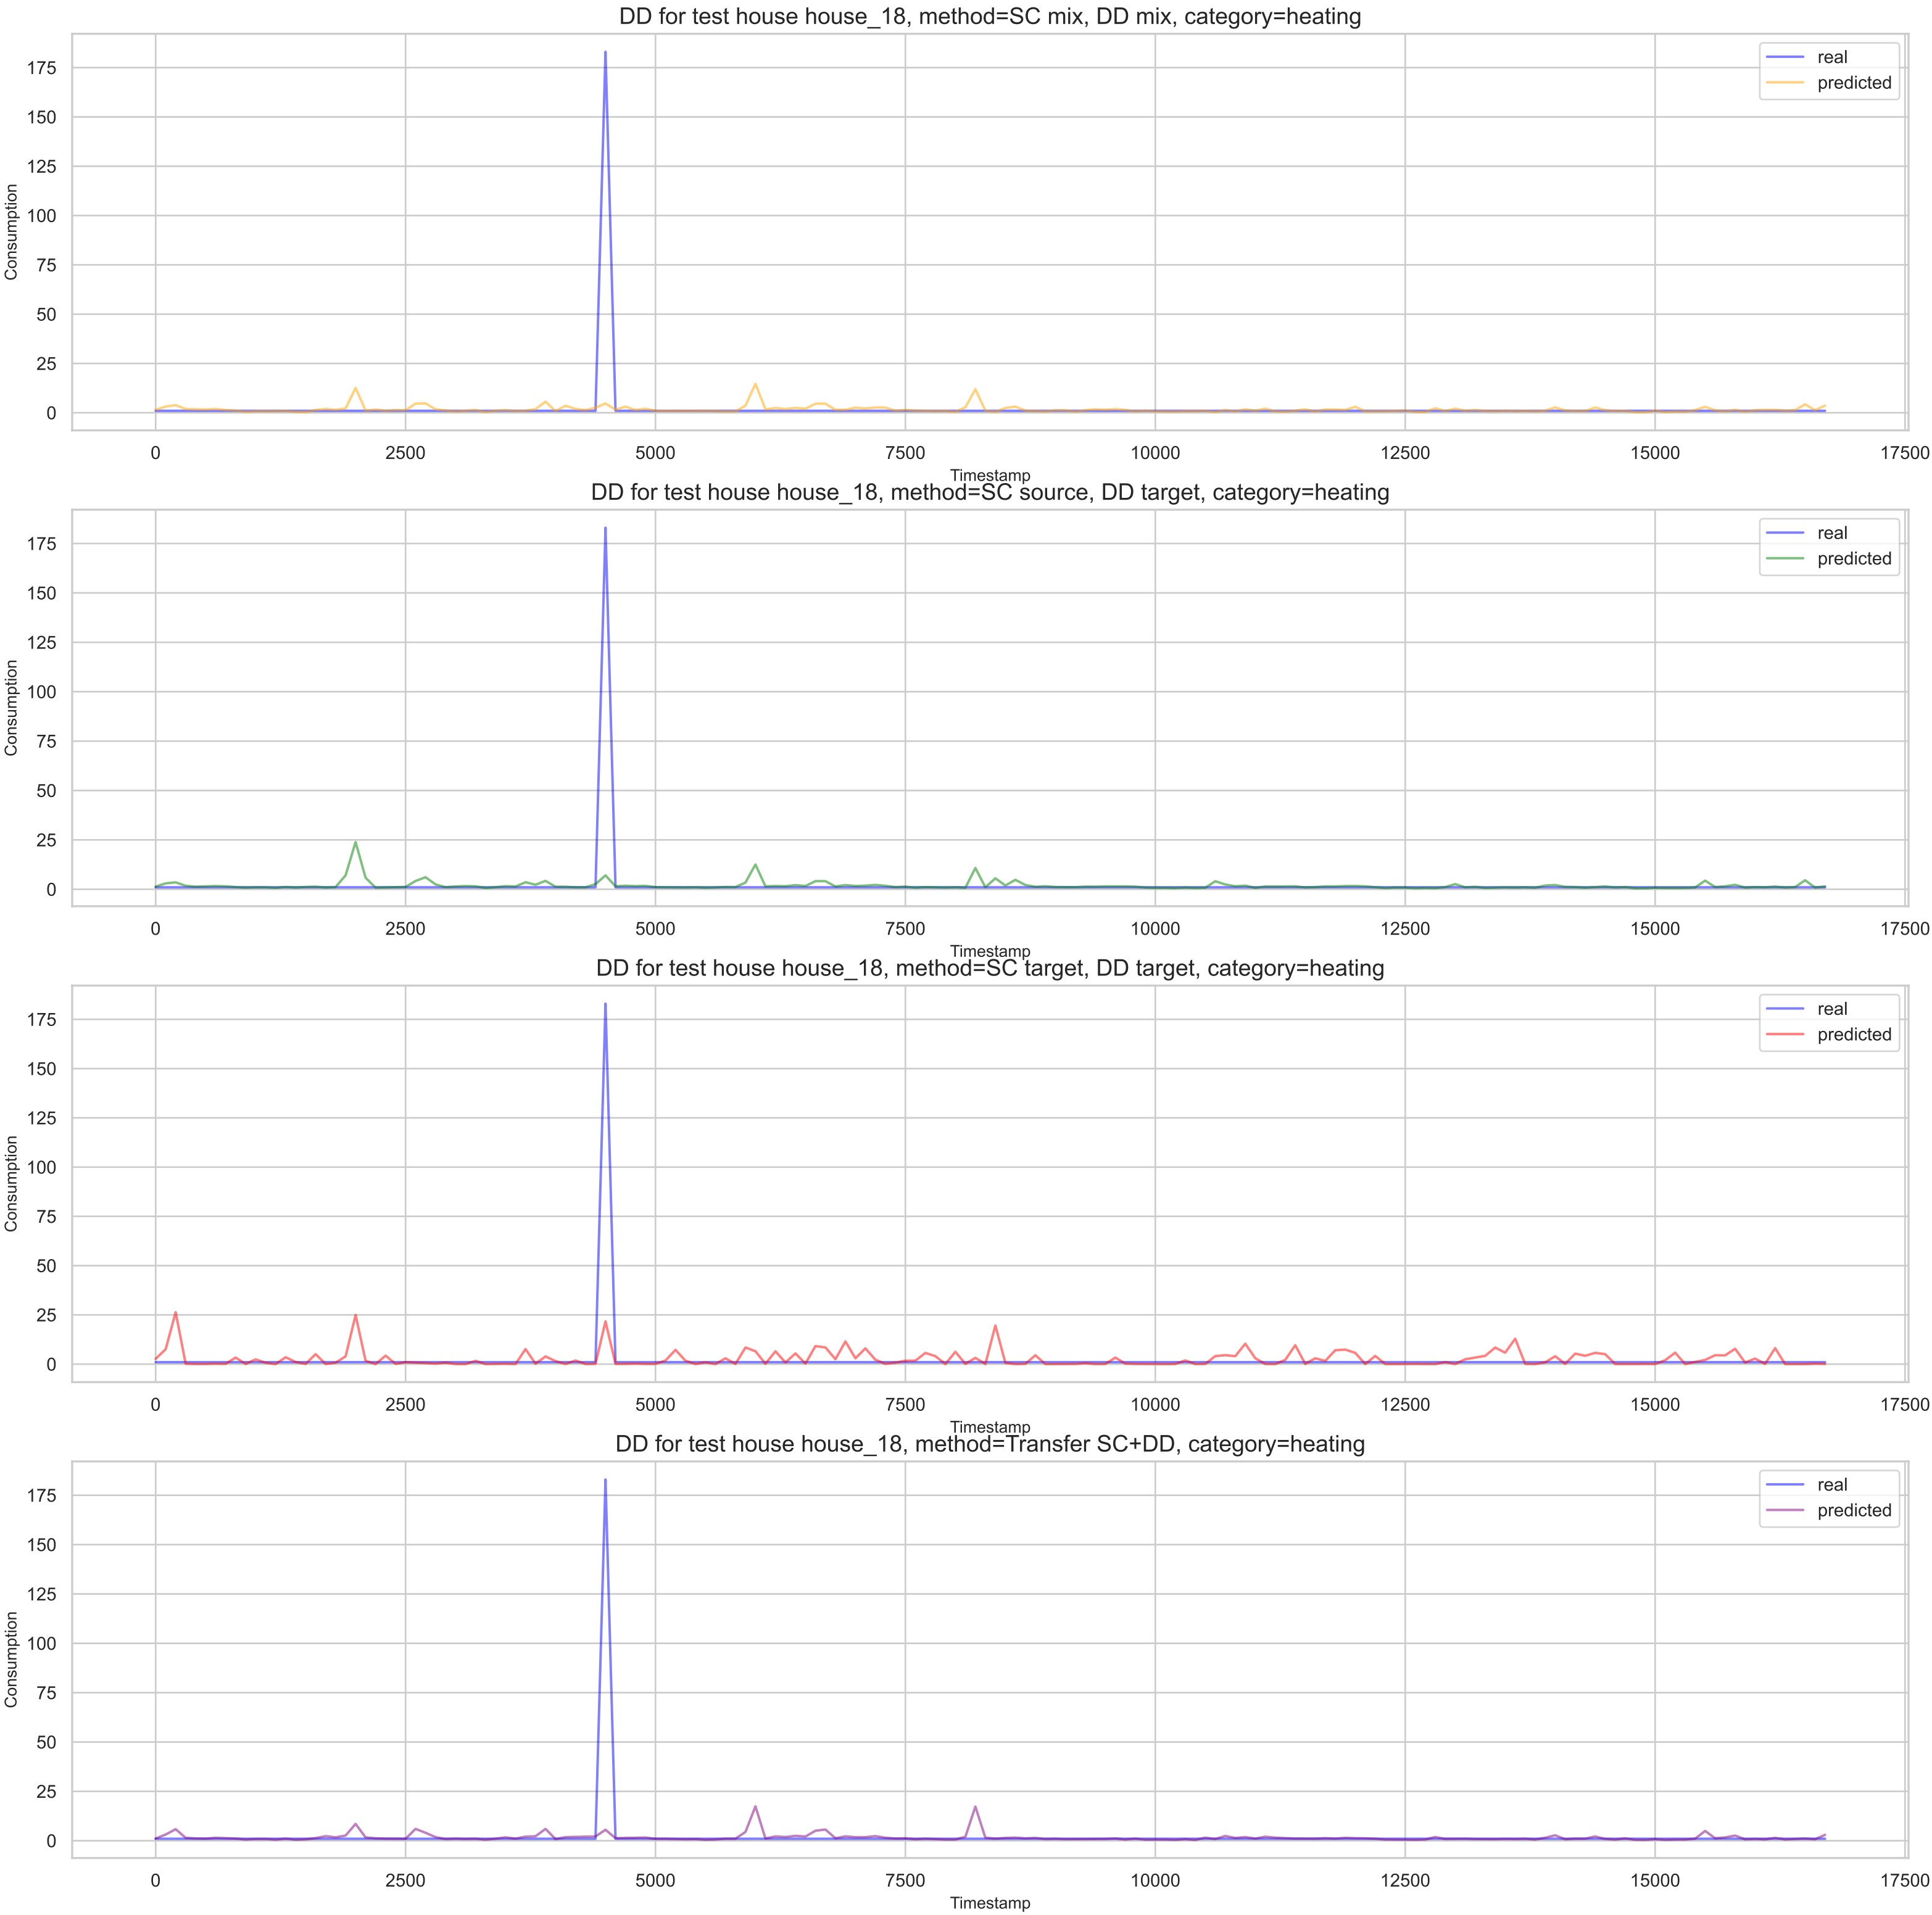 DD for test house house_18, method=SC mix, DD mix, category=heating
real
predicted
175
150
125
100
75
50
25
0
Consumption
0 2500 5000 7500 10000 12500 15000 17500
Timestamp
DD for test house house_18, method=SC source, DD target, category=heating
real
predicted
175
150
125
100
75
50
25
0
Consumption
0 2500 5000 7500 10000 12500 15000 17500
Timestamp
DD for test house house_18, method=SC target, DD target, category=heating
real
predicted
175
150
125
100
75
50
25
0
Consumption
0 2500 5000 7500 10000 12500 15000 17500
Timestamp
DD for test house house_18, method=Transfer SC+DD, category=heating
real
predicted
175
150
125
100
75
50
25
0
Consumption
0 2500 5000 7500 10000 12500 15000 17500
Timestamp